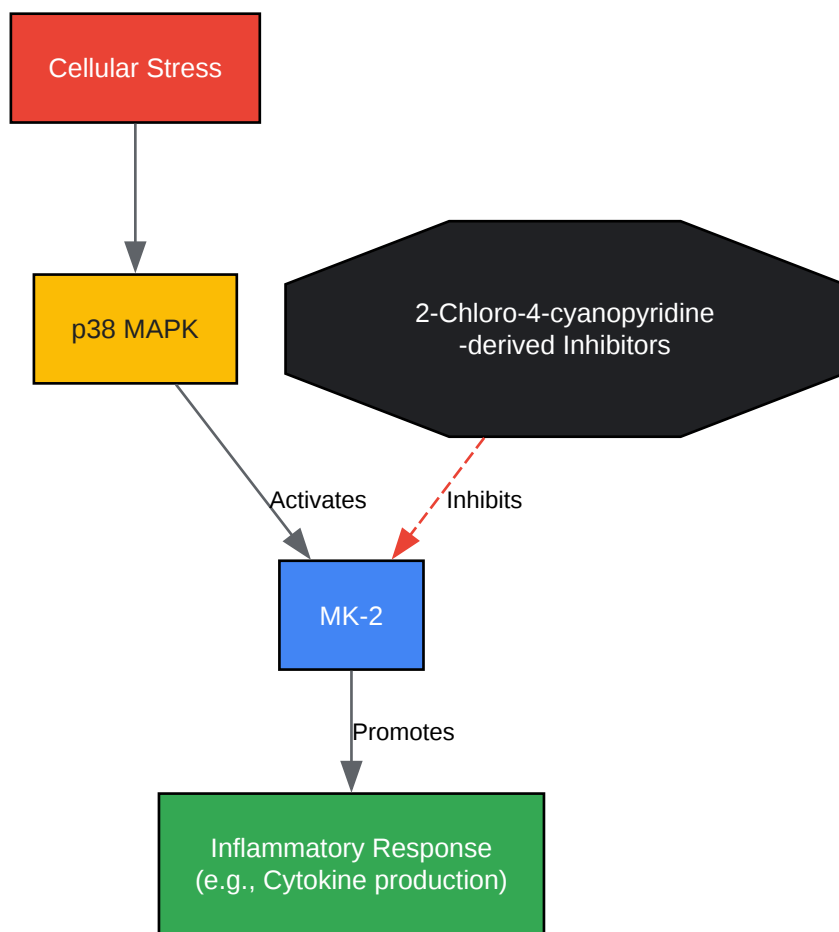 Cellular Stress
p38 MAPK
2-Chloro-4-cyanopyridine
-derived Inhibitors
Activates
Inhibits
MK-2
Promotes
Inflammatory Response
(e.g., Cytokine production)